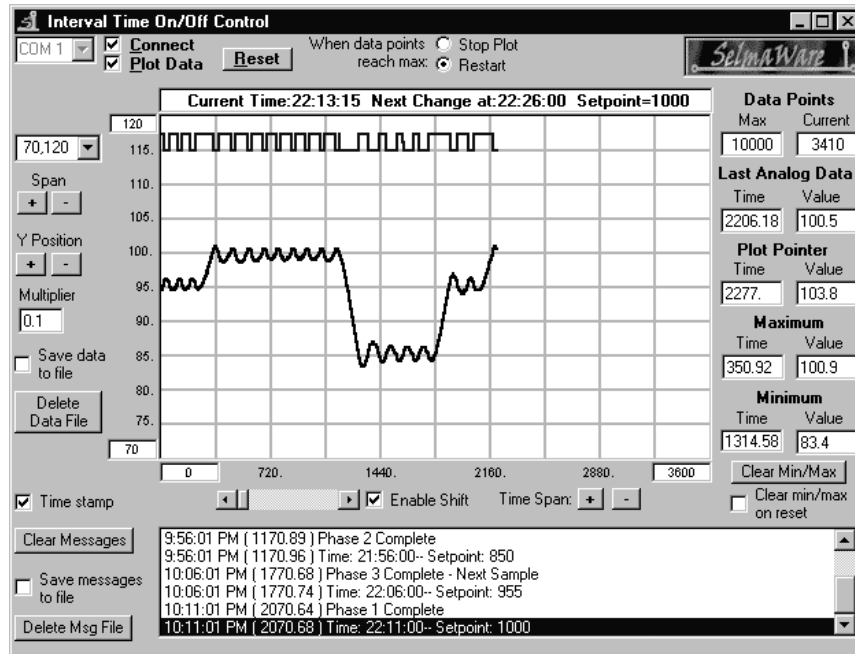 Interval Time On/Off Control
COM 1
Connect
Plot Data
Reset
When data points reach max:
Stop Plot
Restart
SelmaWare
Current Time:22:13:15 Next Change at:22:26:00 Setpoint=1000
70,120
Span
+ -
Y Position
+ -
Multiplier
0.1
Save data to file
Delete Data File
120
115.
110.
105.
100.
95.
90.
85.
80.
75.
70
0 720. 1440. 2160. 2880. 3600
Data Points
Max Current
10000 3410
Last Analog Data
Time Value
2206.18 100.5
Plot Pointer
Time Value
2277. 103.8
Maximum
Time Value
350.92 100.9
Minimum
Time Value
1314.58 83.4
Clear Min/Max
Clear min/max on reset
Time stamp
Enable Shift
Time Span: + -
Clear Messages
Save messages to file
Delete Msg File
9:56:01 PM ( 1170.89 ) Phase 2 Complete
9:56:01 PM ( 1170.96 ) Time: 21:56:00-- Setpoint: 850
10:06:01 PM ( 1770.68 ) Phase 3 Complete - Next Sample
10:06:01 PM ( 1770.74 ) Time: 22:06:00-- Setpoint: 955
10:11:01 PM ( 2070.64 ) Phase 1 Complete
10:11:01 PM ( 2070.68 ) Time: 22:11:00-- Setpoint: 1000